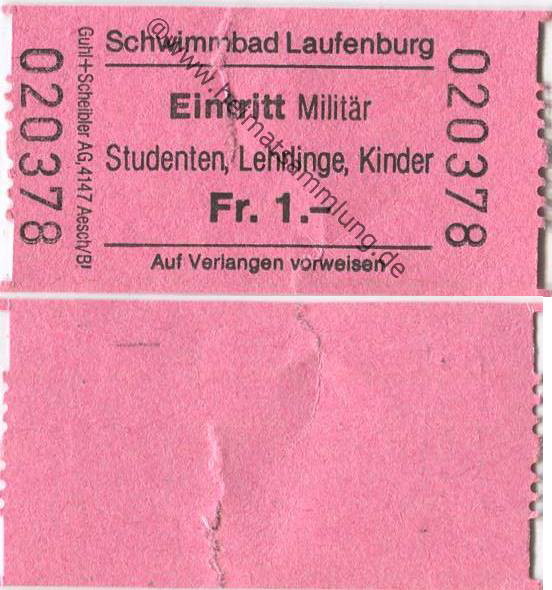 020378
Guhl+Scheibler AG, 4147 Aesch/Bl
Schwimmbad Laufenburg
Eintritt Militär
Studenten, Lehrlinge, Kinder
Fr. 1.-
Auf Verlangen vorweisen
020378
@www.heimatsammlung.de